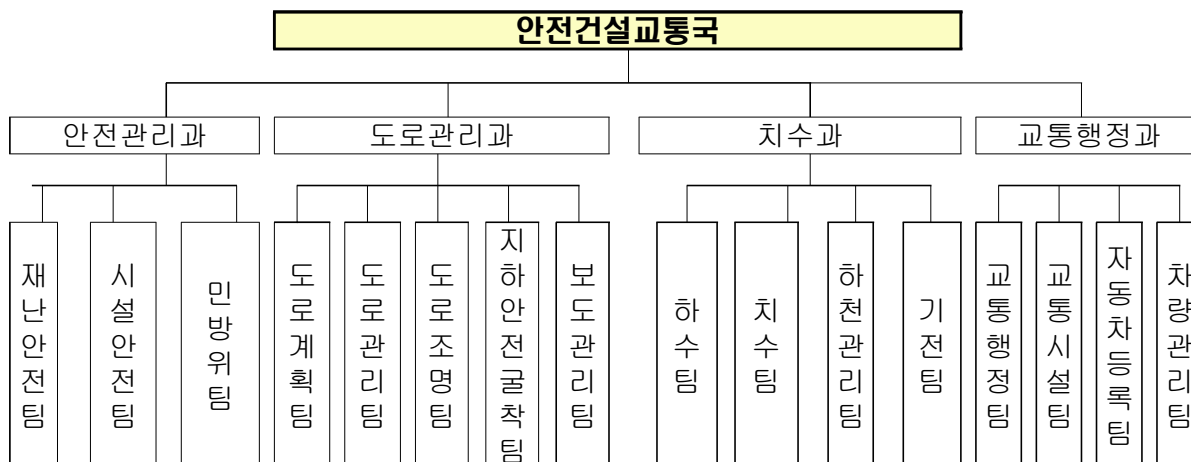 안전건설교통국
안전관리과
도로관리과
치수과
교통행정과
재난안전팀
시설안전팀
민방위팀
도로계획팀
도로관리팀
도로조명팀
지하안전굴착팀
보도관리팀
하수팀
치수팀
하천관리팀
기전팀
교통행정팀
교통시설팀
자동차등록팀
차량관리팀